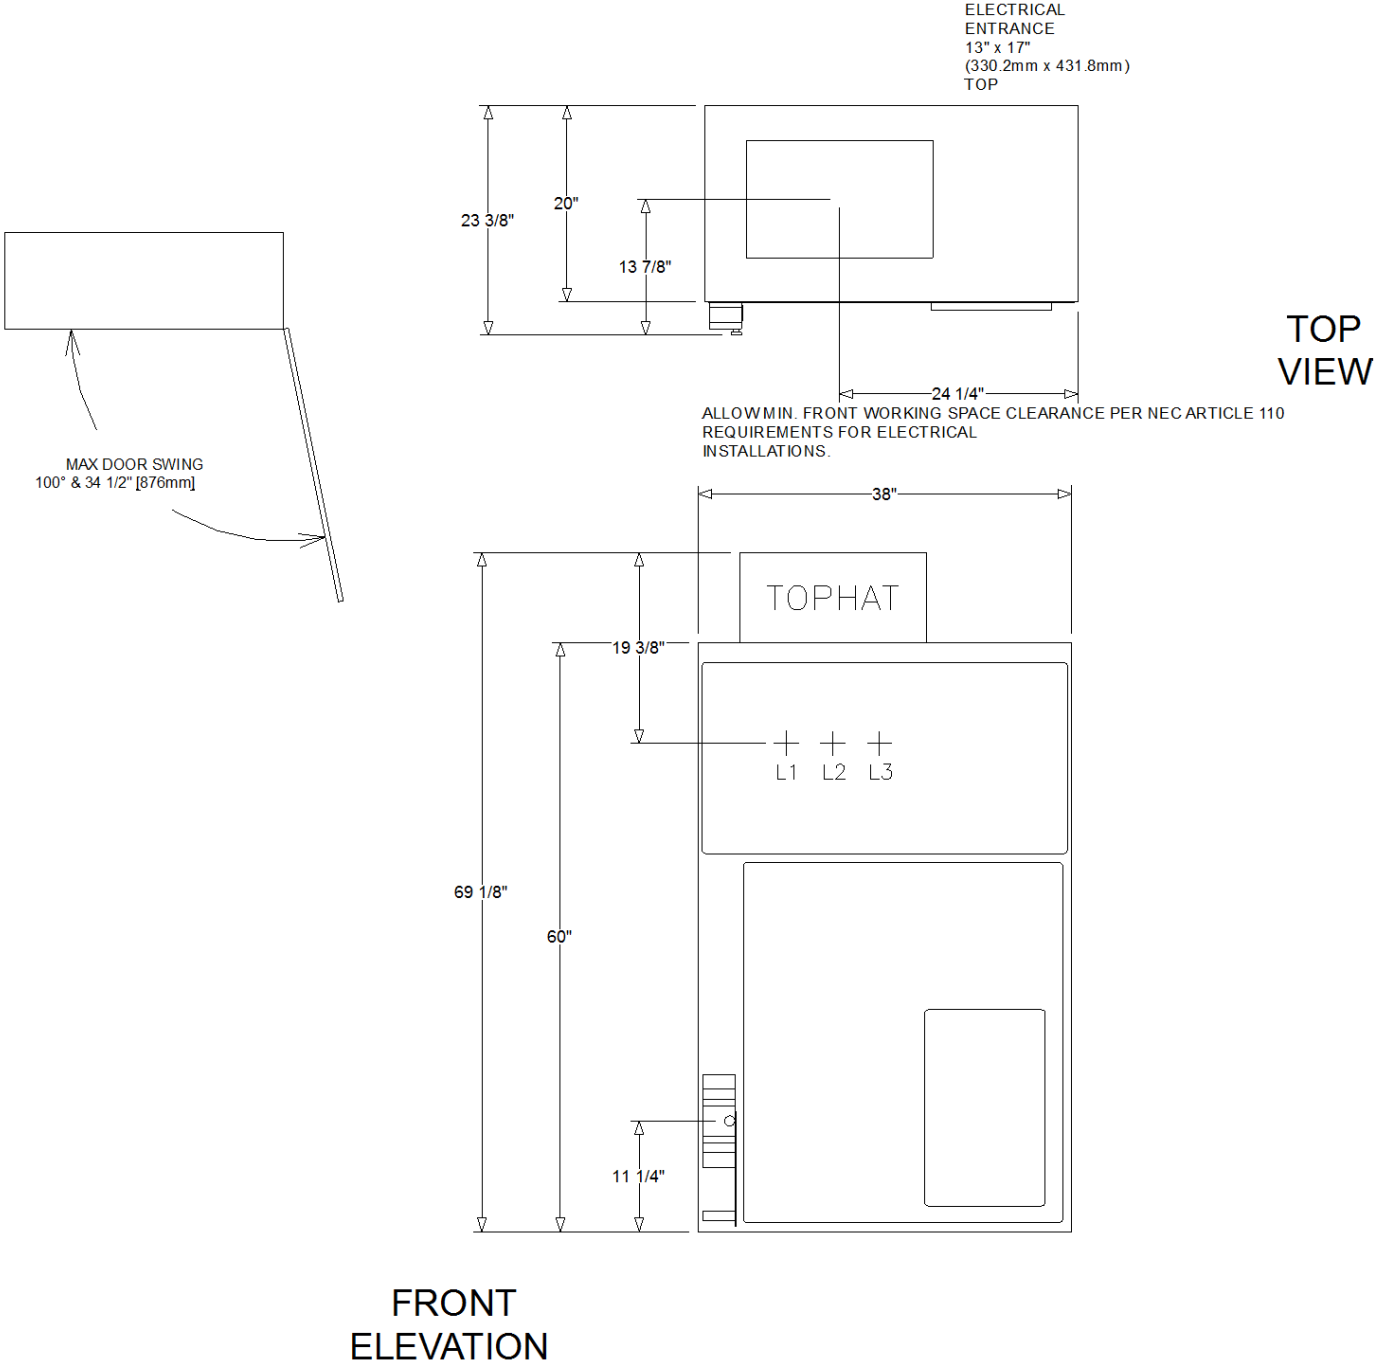 ELECTRICAL
ENTRANCE
13" x 17"
(330.2mm x 431.8mm)
TOP
20"
23 3/8"
13 7/8"
TOP
VIEW
24 1/4"
ALLOW MIN. FRONT WORKING SPACE CLEARANCE PER NEC ARTICLE 110
REQUIREMENTS FOR ELECTRICAL
INSTALLATIONS.
MAX DOOR SWING
100° & 34 1/2" [876mm]
38"
TOPHAT
19 3/8"
L1 L2 L3
69 1/8"
60"
11 1/4"
FRONT
ELEVATION